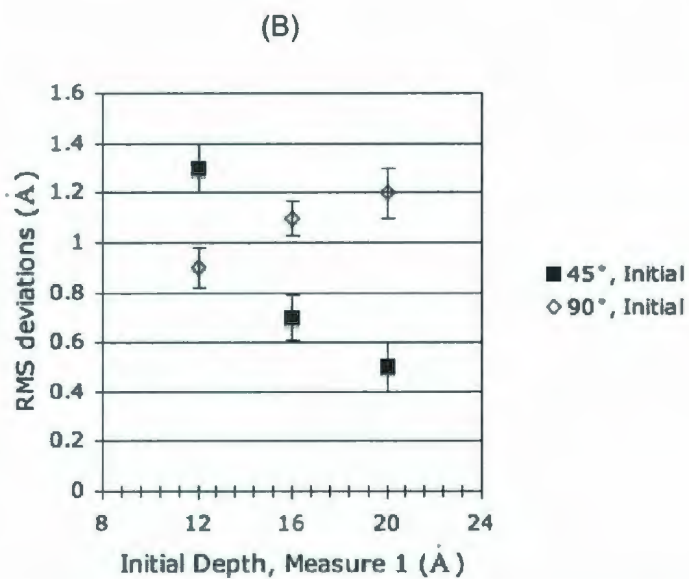 (B)
RMS deviations (Å)
1.6
1.4
1.2
1
0.8
0.6
0.4
0.2
0
8 12 16 20 24
Initial Depth, Measure 1 (Å)
45°, Initial
90°, Initial